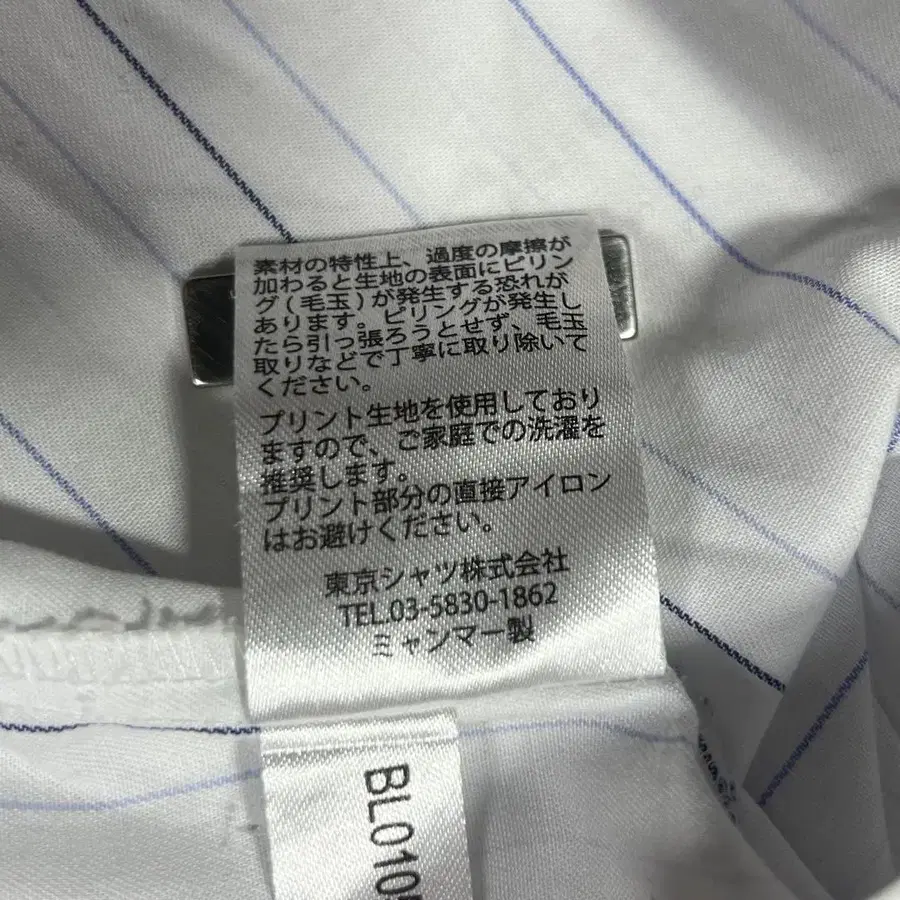 素材の特性上、過度の摩擦が
加わると生地の表面にピリン
グ(毛玉)が発生する恐れが
あります。ピリングが発生し
たら引っ張ろうとせず、毛玉
取りなどで丁寧に取り除いて
ください。
プリント生地を使用しており
ますので、ご家庭での洗濯を
推奨します。
プリント部分の直接アイロン
はお避けください。
東京シャツ株式会社
TEL.03-5830-1862
ミャンマー製
BL010